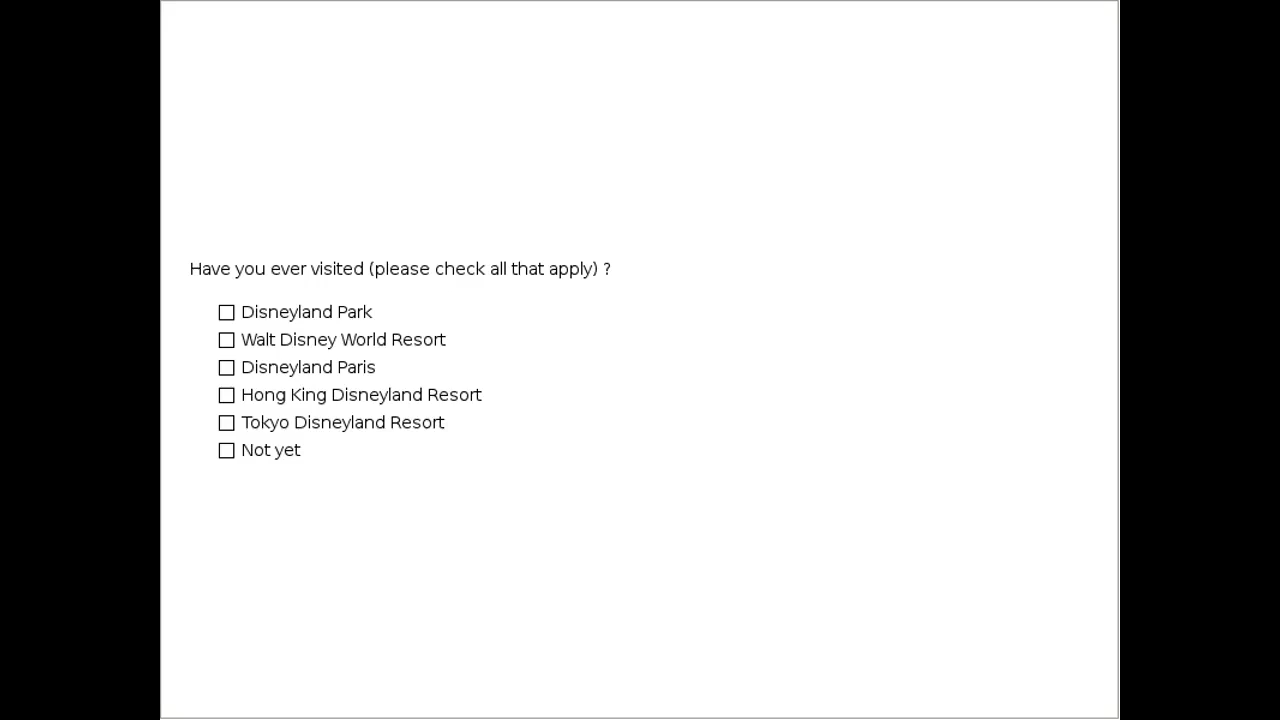 Have you ever visited (please check all that apply) ?
Disneyland Park
Walt Disney World Resort
Disneyland Paris
Hong King Disneyland Resort
Tokyo Disneyland Resort
Not yet